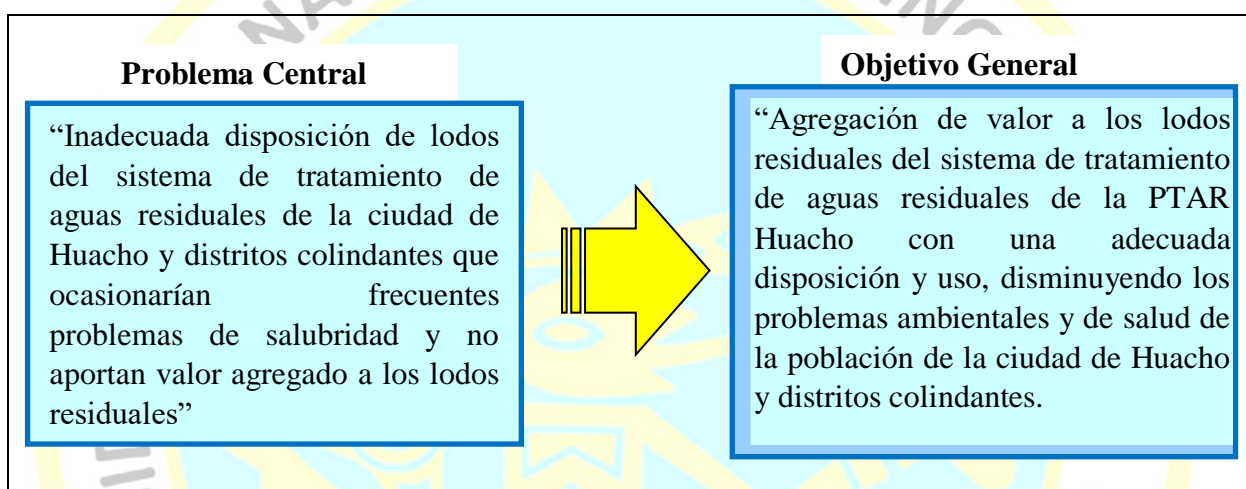 Problema Central
“Inadecuada disposición de lodos
del sistema de tratamiento de
aguas residuales de la ciudad de
Huacho y distritos colindantes que
ocasionarían frecuentes
problemas de salubridad y no
aportan valor agregado a los lodos
residuales”
Objetivo General
“Agregación de valor a los lodos
residuales del sistema de tratamiento
de aguas residuales de la PTAR
Huacho con una adecuada
disposición y uso, disminuyendo los
problemas ambientales y de salud de
la población de la ciudad de Huacho
y distritos colindantes.